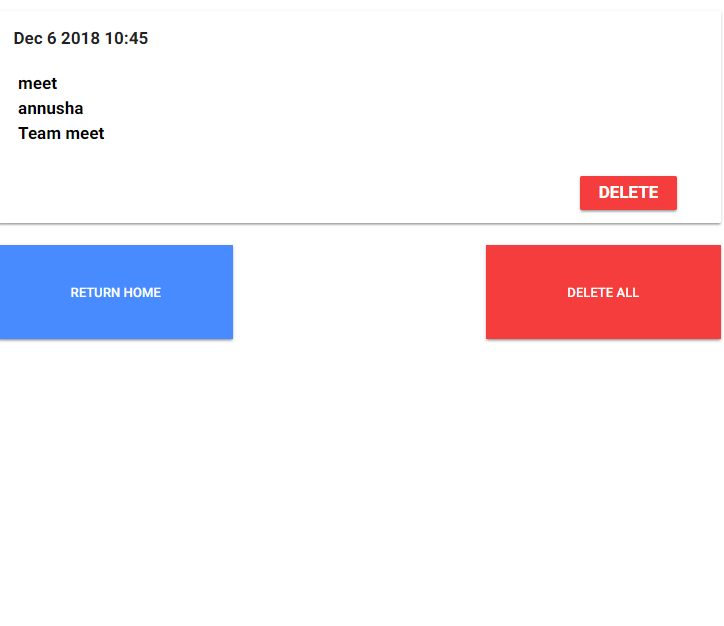 Dec 6 2018 10:45
meet
annusha
Team meet
DELETE
RETURN HOME
DELETE ALL